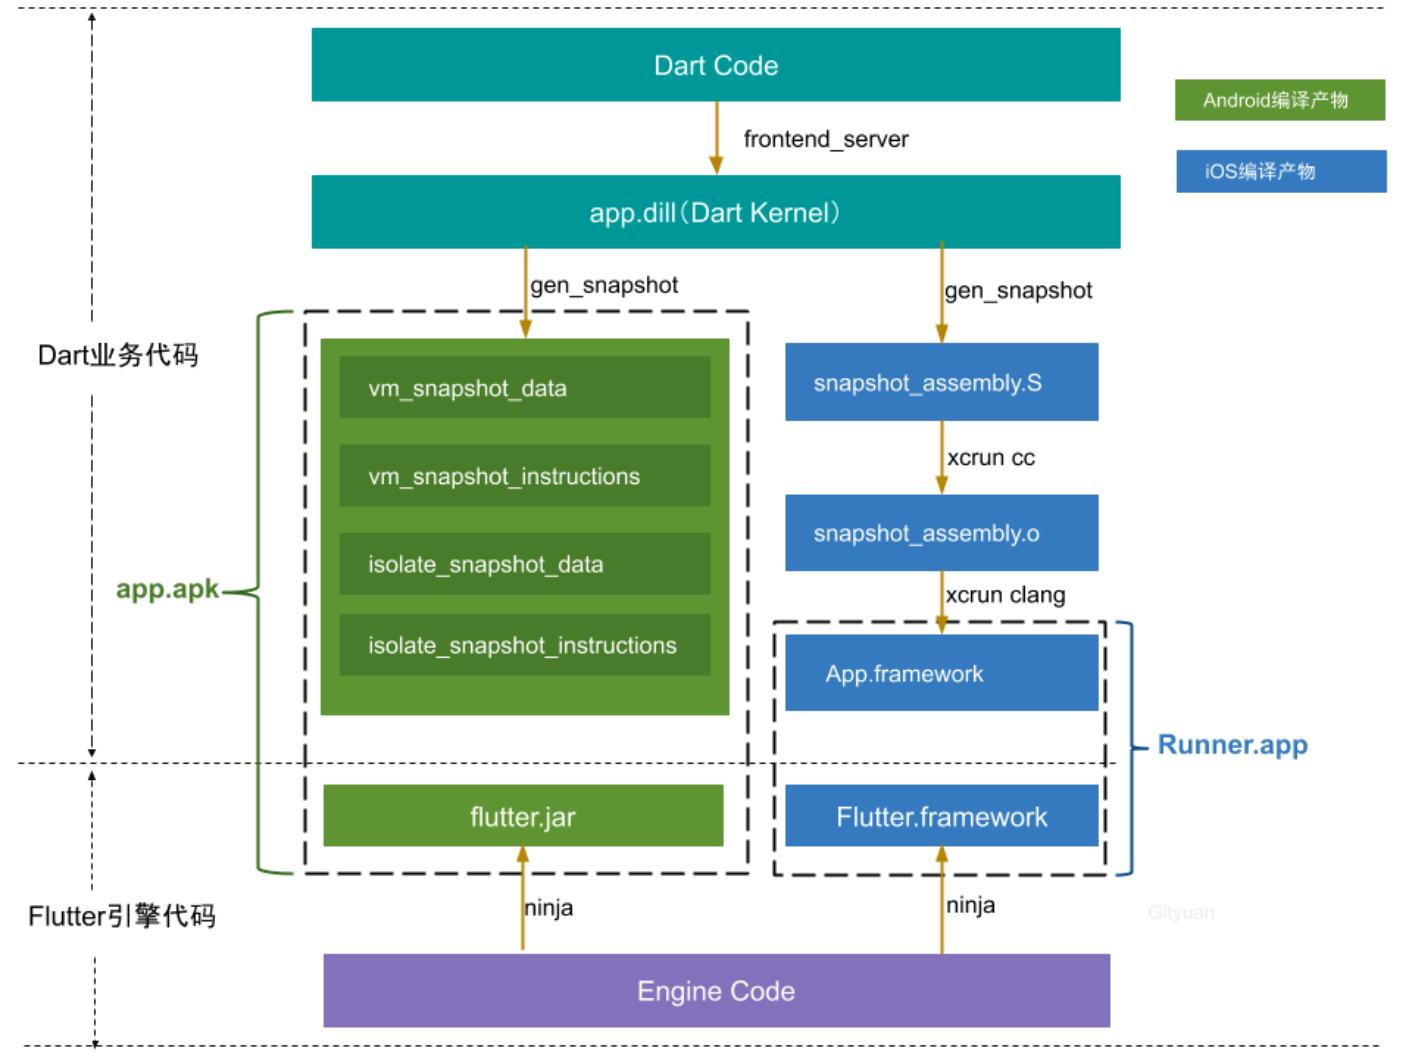 Dart Code
Android编译产物
frontend_server
iOS编译产物
app.dill（Dart Kernel）
gen_snapshot
gen_snapshot
Dart业务代码
vm_snapshot_data
snapshot_assembly.S
xcrun cc
vm_snapshot_instructions
snapshot_assembly.o
isolate_snapshot_data
app.apk
xcrun clang
isolate_snapshot_instructions
App.framework
Runner.app
flutter.jar
Flutter.framework
ninja
ninja
Flutter引擎代码
Gityuan
Engine Code